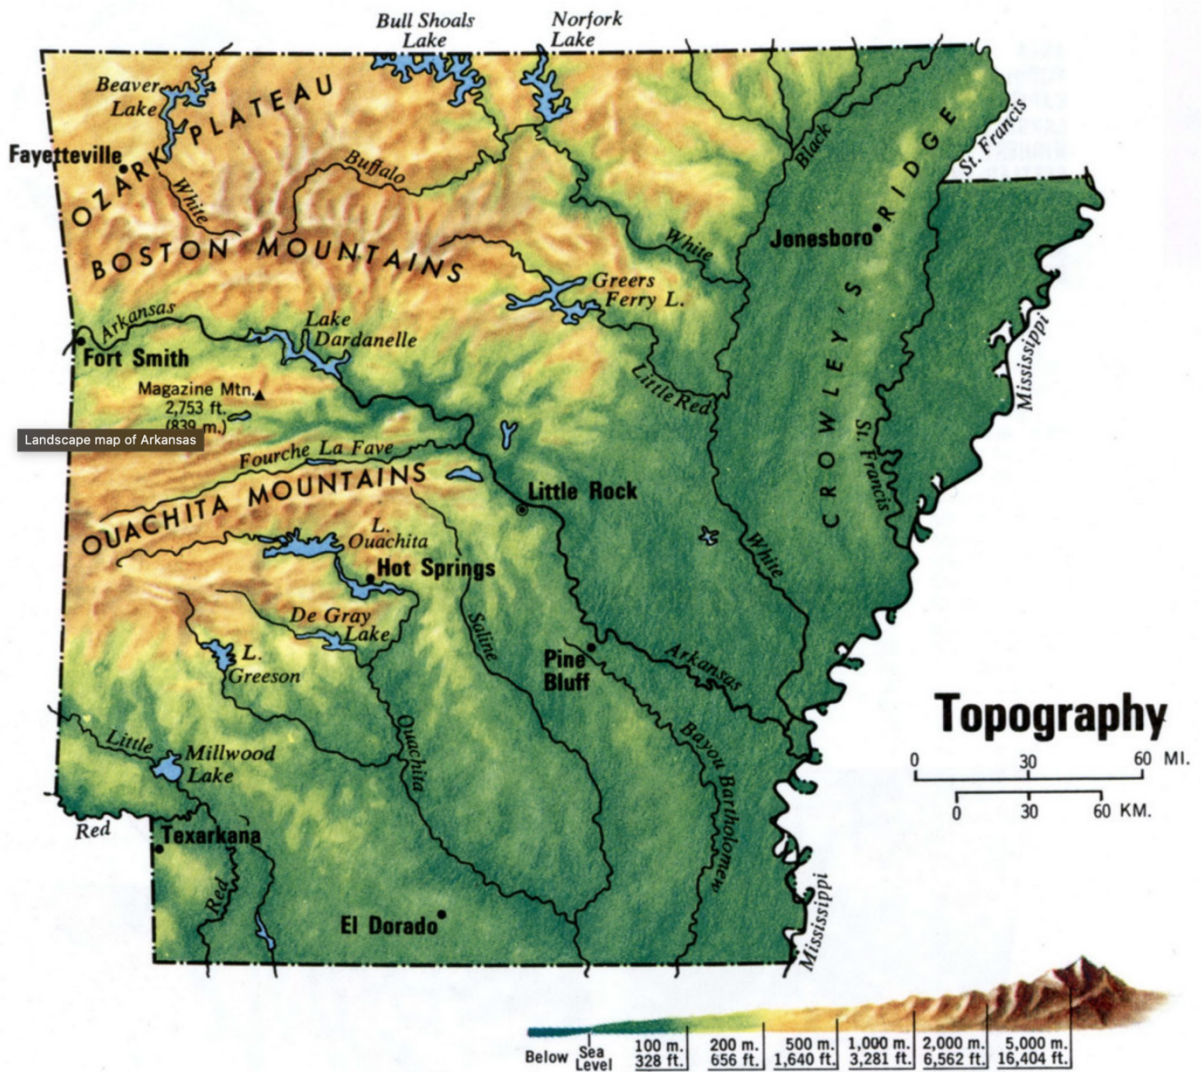 Bull Shoals
Lake
Norfork
Lake
Beaver
Lake
OZARK PLATEAU
Fayetteville
White
Buffalo
Black
St. Francis
CROWLEY'S RIDGE
Jonesboro
White
BOSTON MOUNTAINS
Greers
Ferry L.
Arkansas
Lake
Dardanelle
Fort Smith
Mississippi
Magazine Mtn.
2,753 ft.
(839 m.)
Little Red
Landscape map of Arkansas
Fourche La Fave
St. Francis
OUACHITA MOUNTAINS
Little Rock
L.
Ouachita
White
Hot Springs
De Gray
Lake
Saline
L.
Greeson
Pine
Bluff
Arkansas
Ouachita
Bayou Bartholomew
Little
Millwood
Lake
Red
Texarkana
Red
El Dorado
Mississippi
Topography
0 30 60 MI.
0 30 60 KM.
Below
Sea
Level
100 m.
328 ft.
200 m.
656 ft.
500 m.
1,640 ft.
1,000 m.
3,281 ft.
2,000 m.
6,562 ft.
5,000 m.
16,404 ft.